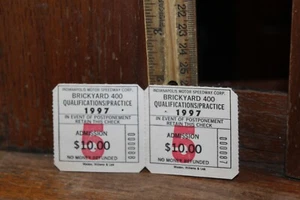 INDIANAPOLIS MOTOR SPEEDWAY CORP.
BRICKYARD 400
QUALIFICATIONS/PRACTICE
1997
IN EVENT OF POSTPONEMENT
RETAIN THIS CHECK
ADMISSION
$10.00
NO MONEY REFUNDED
INDIANAPOLIS MOTOR SPEEDWAY CORP.
BRICKYARD 400
QUALIFICATIONS/PRACTICE
1997
IN EVENT OF POSTPONEMENT
RETAIN THIS CHECK
ADMISSION
$10.00
NO MONEY REFUNDED